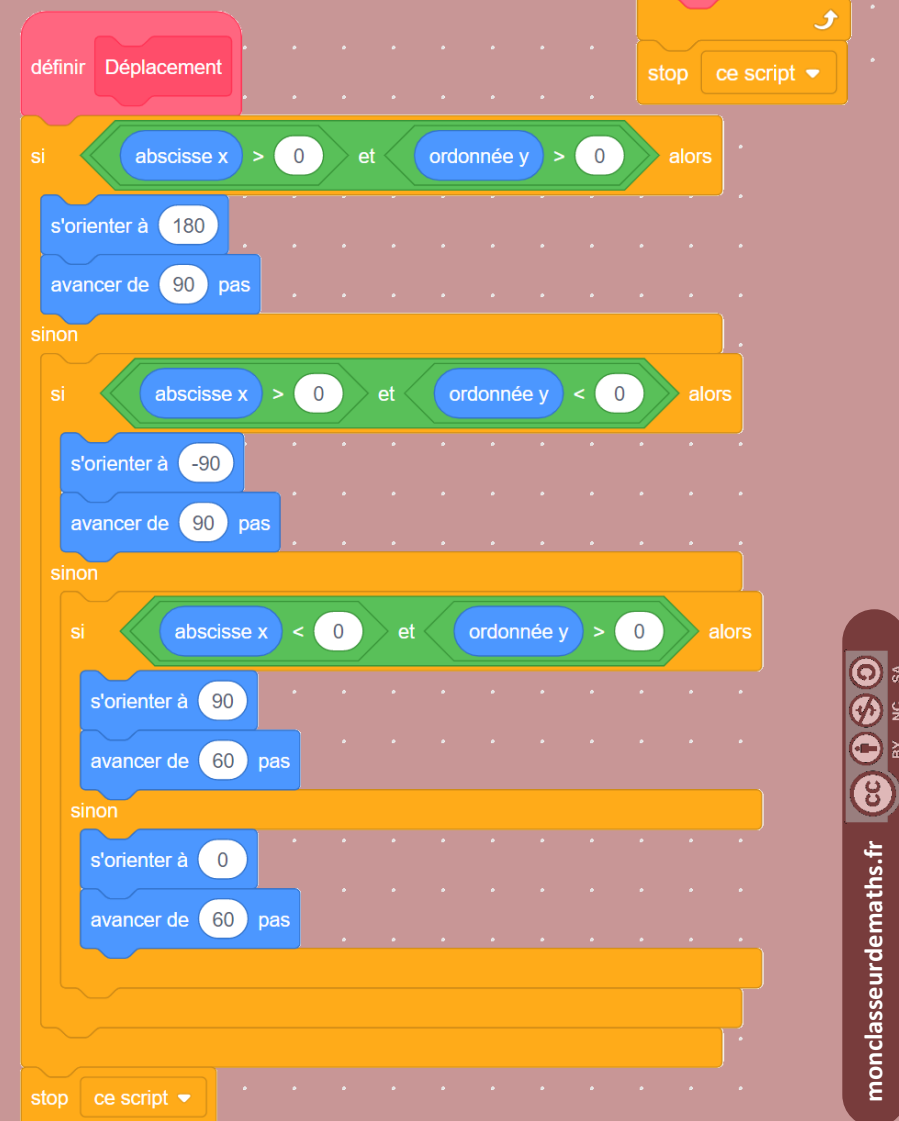 stop ce script
définir Déplacement
si abscisse x > 0 et ordonnée y > 0 alors
s'orienter à 180
avancer de 90 pas
sinon
si abscisse x > 0 et ordonnée y < 0 alors
s'orienter à -90
avancer de 90 pas
sinon
si abscisse x < 0 et ordonnée y > 0 alors
s'orienter à 90
avancer de 60 pas
sinon
s'orienter à 0
avancer de 60 pas
stop ce script
monclasseurdemaths.fr
cc
BY NC SA